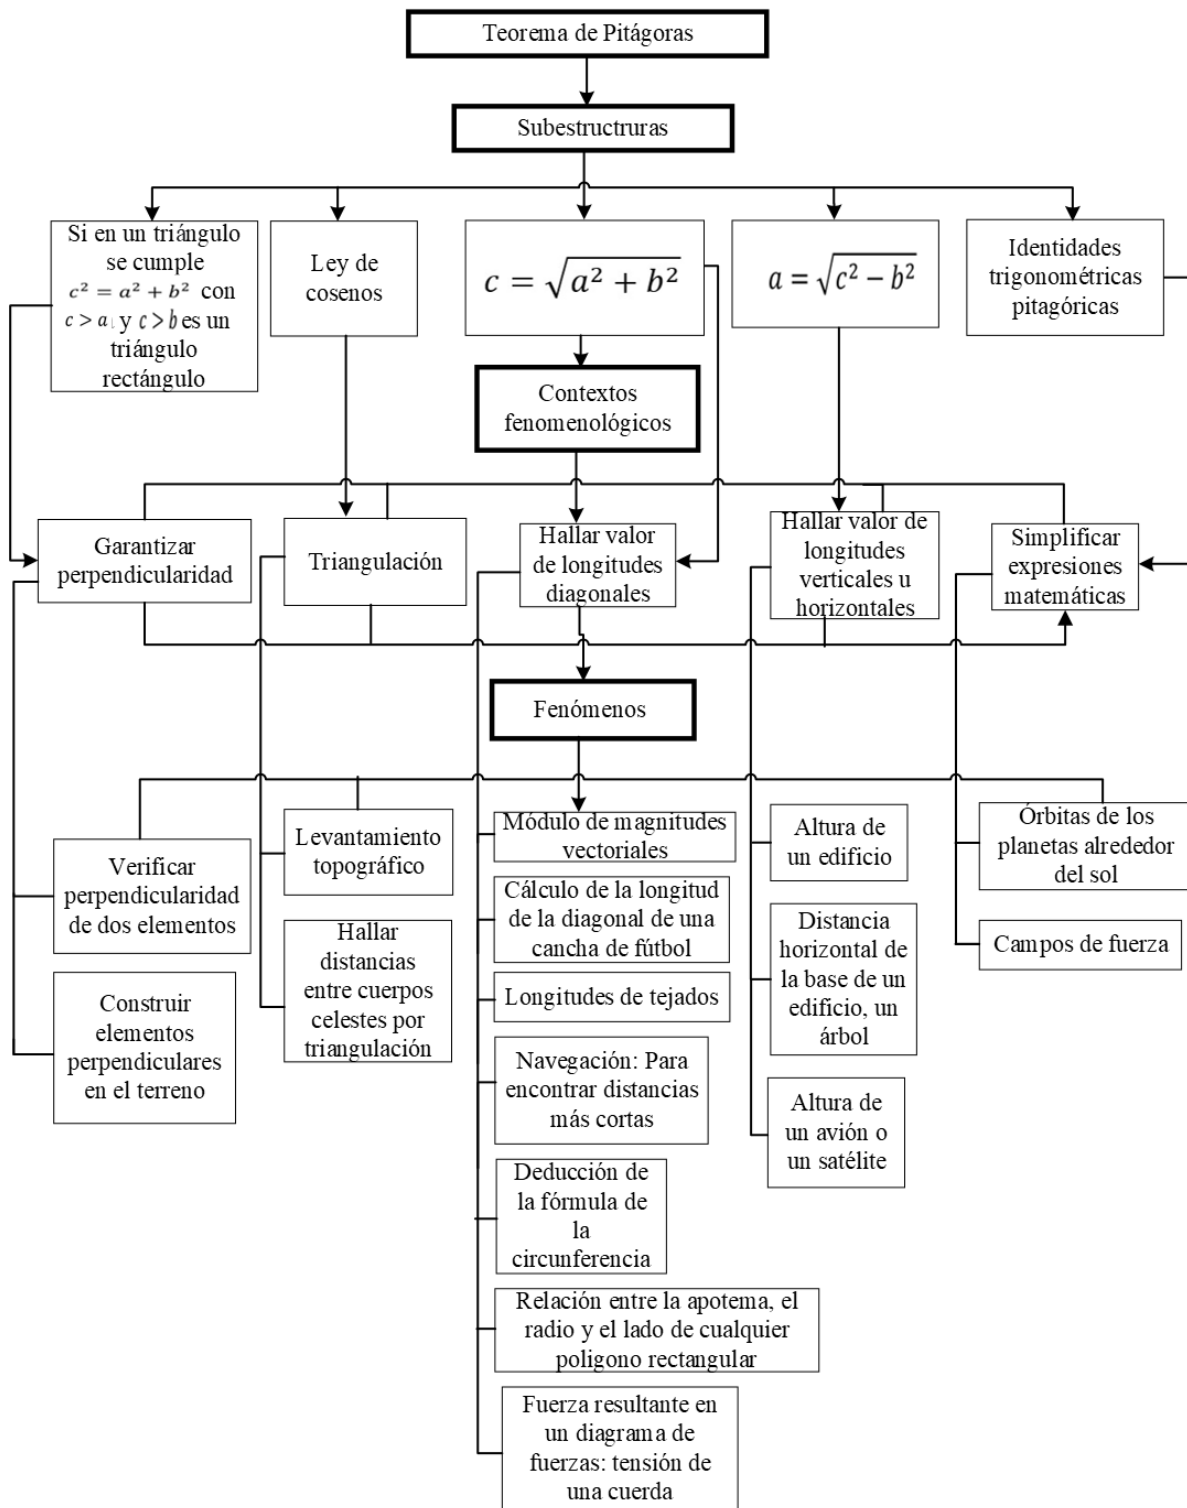 Teorema de Pitágoras
Subestructruras
Si en un triángulo
se cumple
c² = a² + b² con
c > a y c > b es un
triángulo
rectángulo
Ley de
cosenos
c = √(a² + b²)
a = √(c² − b²)
Identidades
trigonométricas
pitagóricas
Contextos
fenomenológicos
Garantizar
perpendicularidad
Triangulación
Hallar valor
de longitudes
diagonales
Hallar valor de
longitudes
verticales u
horizontales
Simplificar
expresiones
matemáticas
Fenómenos
Verificar
perpendicularidad
de dos elementos
Construir
elementos
perpendiculares
en el terreno
Levantamiento
topográfico
Hallar
distancias
entre cuerpos
celestes por
triangulación
Módulo de magnitudes
vectoriales
Cálculo de la longitud
de la diagonal de una
cancha de fútbol
Longitudes de tejados
Navegación: Para
encontrar distancias
más cortas
Deducción de
la fórmula de
la
circunferencia
Relación entre la apotema, el
radio y el lado de cualquier
poligono rectangular
Fuerza resultante en
un diagrama de
fuerzas: tensión de
una cuerda
Altura de
un edificio
Distancia
horizontal de
la base de un
edificio, un
árbol
Altura de
un avión o
un satélite
Órbitas de los
planetas alrededor
del sol
Campos de fuerza